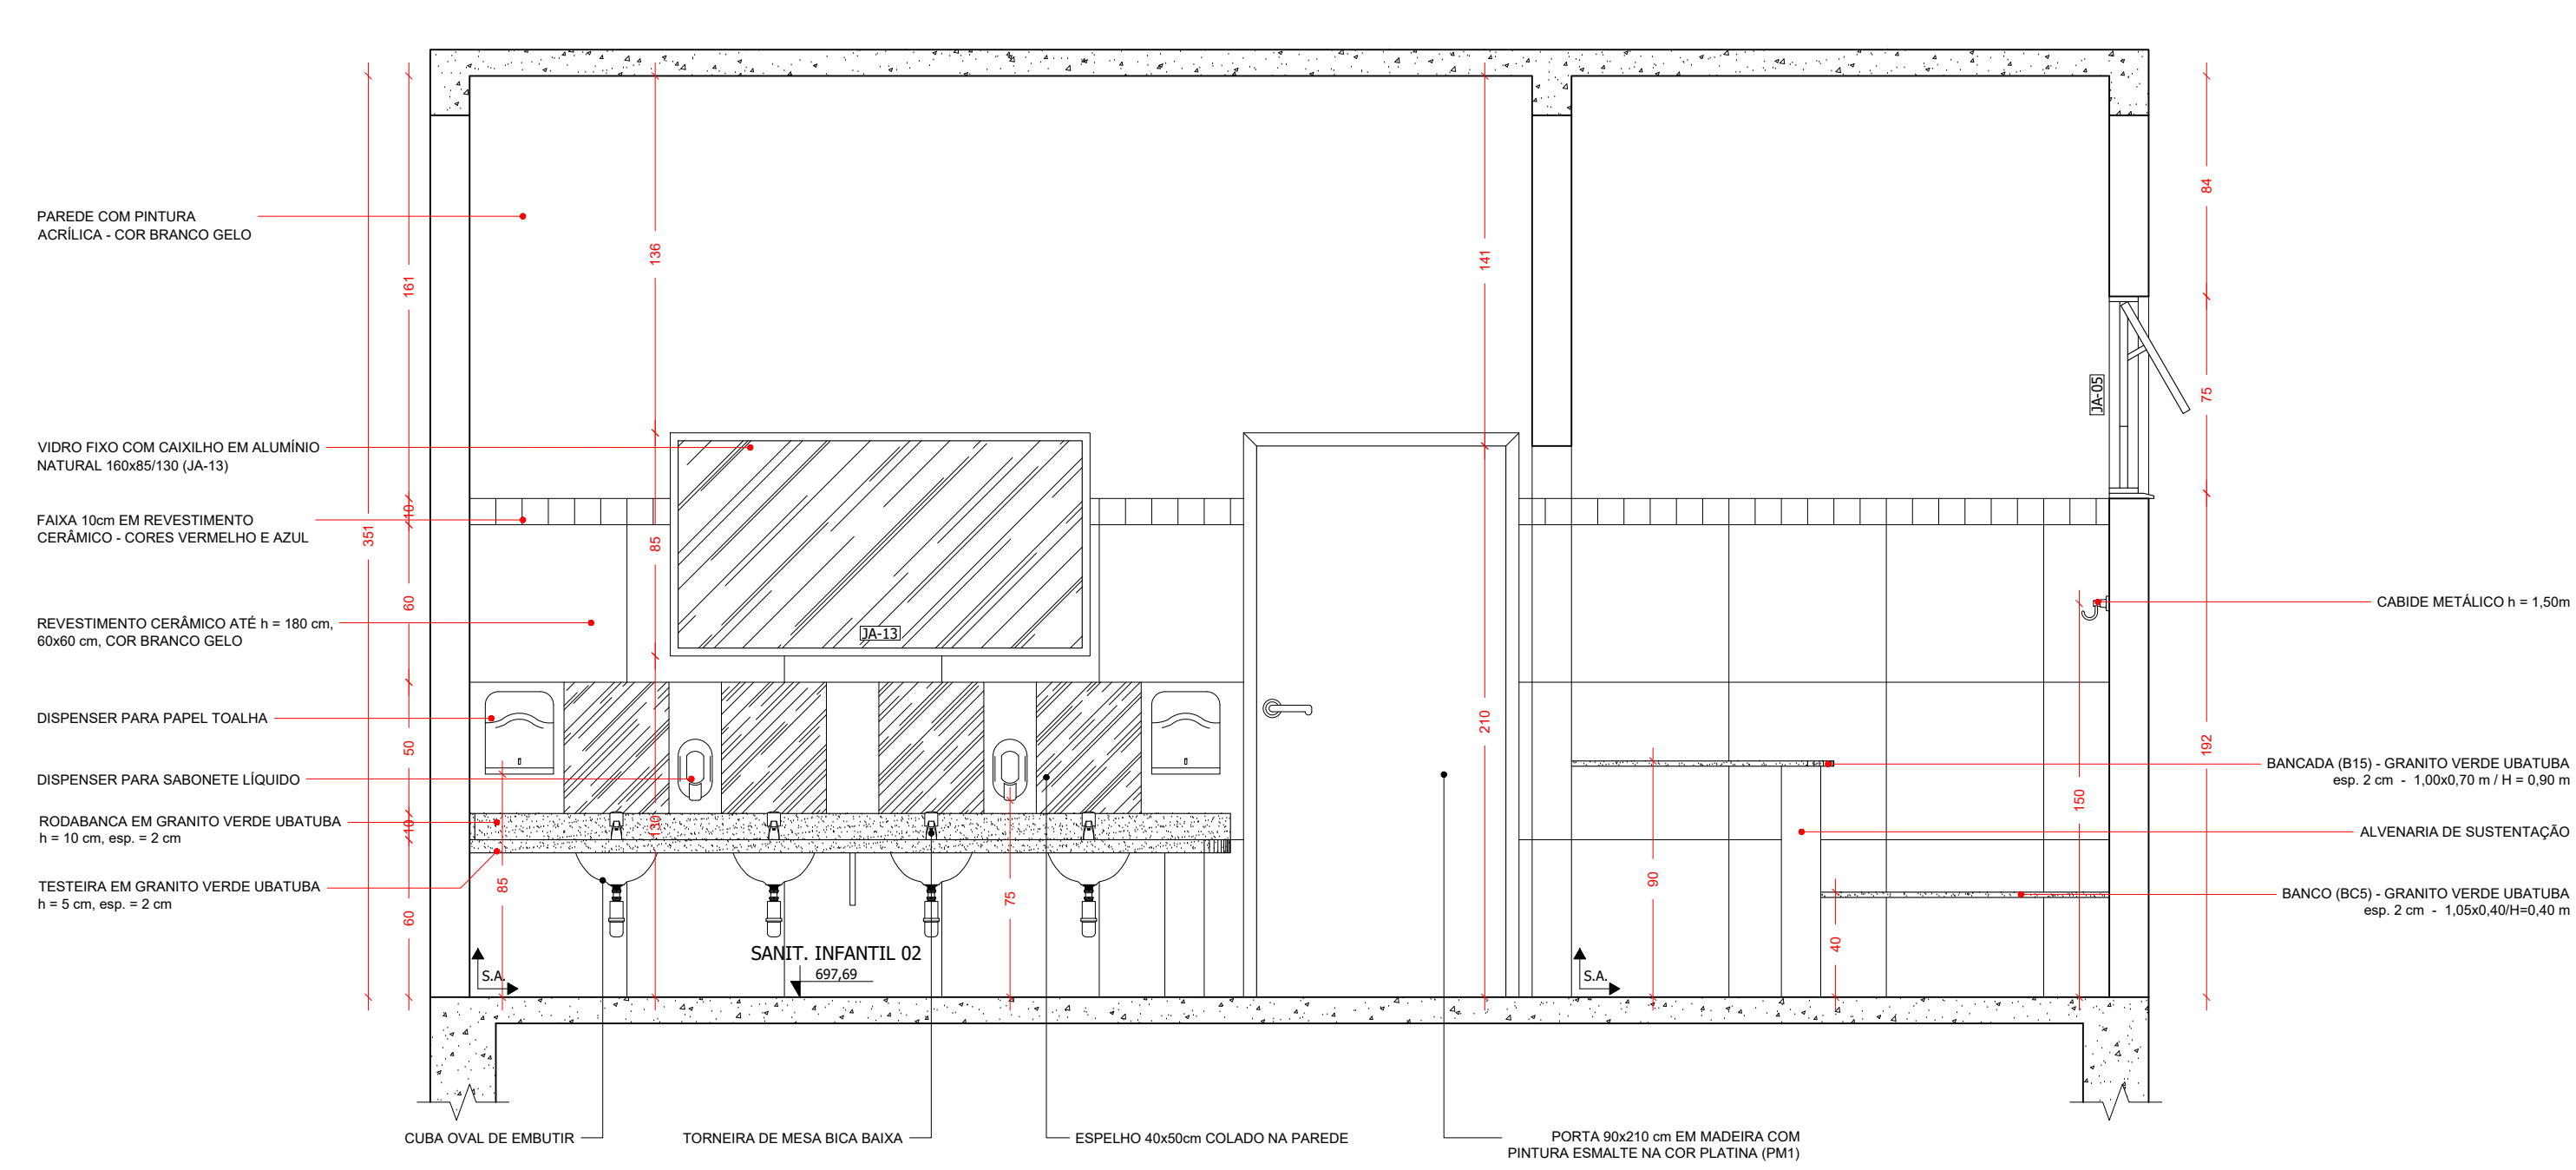 PAREDE COM PINTURA
ACRÍLICA - COR BRANCO GELO
VIDRO FIXO COM CAIXILHO EM ALUMÍNIO
NATURAL 160x85/130 (JA-13)
FAIXA 10cm EM REVESTIMENTO
CERÂMICO - CORES VERMELHO E AZUL
REVESTIMENTO CERÂMICO ATÉ h = 180 cm,
60x60 cm, COR BRANCO GELO
DISPENSER PARA PAPEL TOALHA
DISPENSER PARA SABONETE LÍQUIDO
RODABANCA EM GRANITO VERDE UBATUBA
h = 10 cm, esp. = 2 cm
TESTEIRA EM GRANITO VERDE UBATUBA
h = 5 cm, esp. = 2 cm
351
161
10
60
50
10
60
85
136
85
130
75
141
210
90
40
150
84
75
192
JA-13
JA-05
SANIT. INFANTIL 02
697,69
S.A.
S.A.
CABIDE METÁLICO h = 1,50m
BANCADA (B15) - GRANITO VERDE UBATUBA
esp. 2 cm - 1,00x0,70 m / H = 0,90 m
ALVENARIA DE SUSTENTAÇÃO
BANCO (BC5) - GRANITO VERDE UBATUBA
esp. 2 cm - 1,05x0,40/H=0,40 m
CUBA OVAL DE EMBUTIR
TORNEIRA DE MESA BICA BAIXA
ESPELHO 40x50cm COLADO NA PAREDE
PORTA 90x210 cm EM MADEIRA COM
PINTURA ESMALTE NA COR PLATINA (PM1)